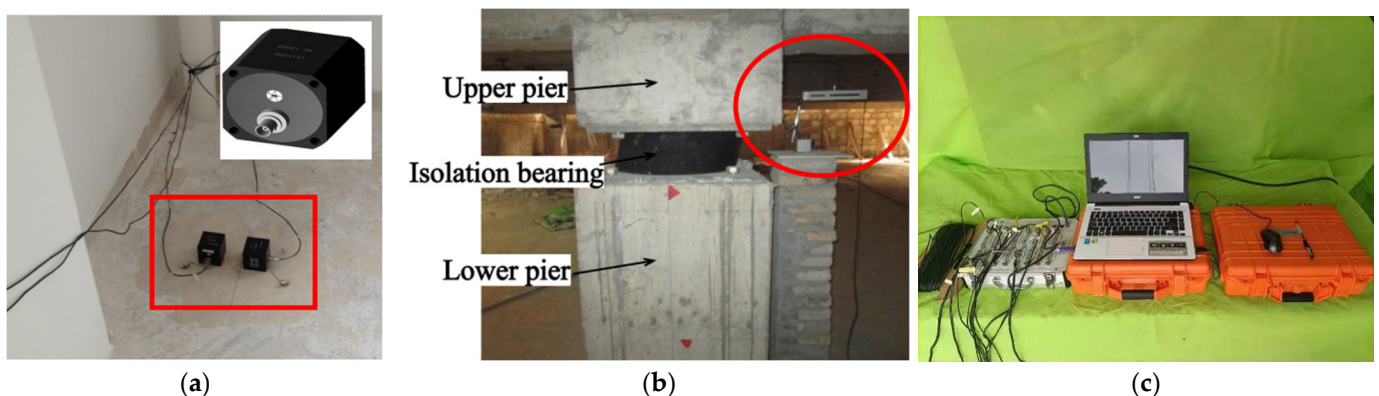 Upper pier
Isolation bearing
Lower pier
(a)
(b)
(c)